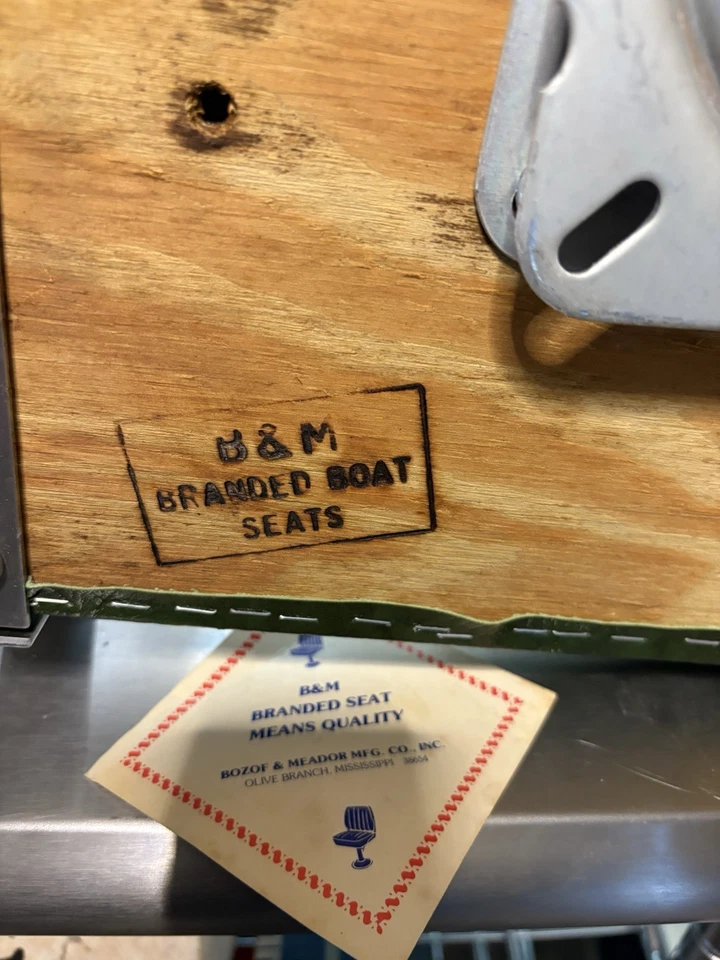 B&M
BRANDED BOAT
SEATS
B&M
BRANDED SEAT
MEANS QUALITY
BOZOF & MEADOR MFG. CO., INC.
OLIVE BRANCH, MISSISSIPPI 38654